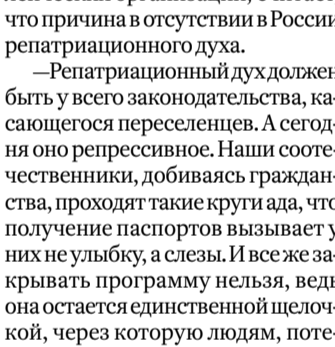 что причина в отсутствии в России
репатриационного духа.
—Репатриационный дух должен
быть у всего законодательства, ка-
сающегося переселенцев. А сегод-
ня оно репрессивное. Наши сооте-
чественники, добиваясь граждан-
ства, проходят такие круги ада, что
получение паспортов вызывает у
них не улыбку, а слезы. И все же за-
крывать программу нельзя, ведь
она остается единственной щелоч-
кой, через которую людям, поте-